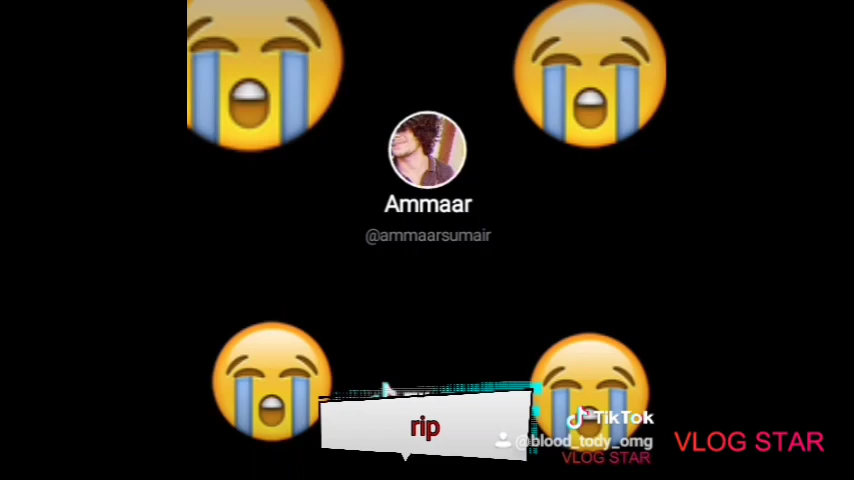 Ammaar
@ammaarsumair
rip
TikTok
@blood_tody_omg
VLOG STAR
VLOG STAR